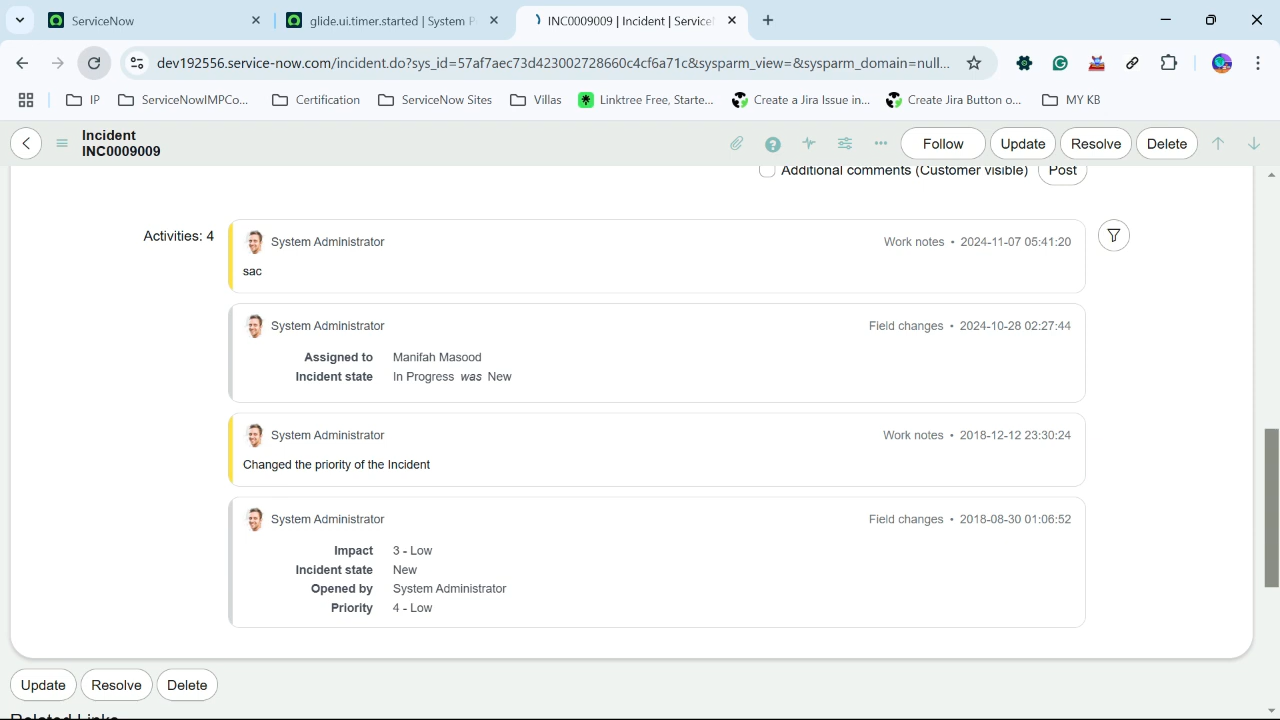 ServiceNow
glide.ui.timer.started | System P
INC0009009 | Incident | Service
dev192556.service-now.com/incident.do?sys_id=57af7aec73d423002728660c4cf6a71c&sysparm_view=&sysparm_domain=null...
IP
ServiceNowIMPCo...
Certification
ServiceNow Sites
Villas
Linktree Free, Starte...
Create a Jira Issue in...
Create Jira Button o...
MY KB
Incident
INC0009009
Follow
Update
Resolve
Delete
Additional comments (Customer visible)
Post
Activities: 4
System Administrator
Work notes • 2024-11-07 05:41:20
sac
System Administrator
Field changes • 2024-10-28 02:27:44
Assigned to Manifah Masood
Incident state In Progress was New
System Administrator
Work notes • 2018-12-12 23:30:24
Changed the priority of the Incident
System Administrator
Field changes • 2018-08-30 01:06:52
Impact 3 - Low
Incident state New
Opened by System Administrator
Priority 4 - Low
Update
Resolve
Delete
Related Links